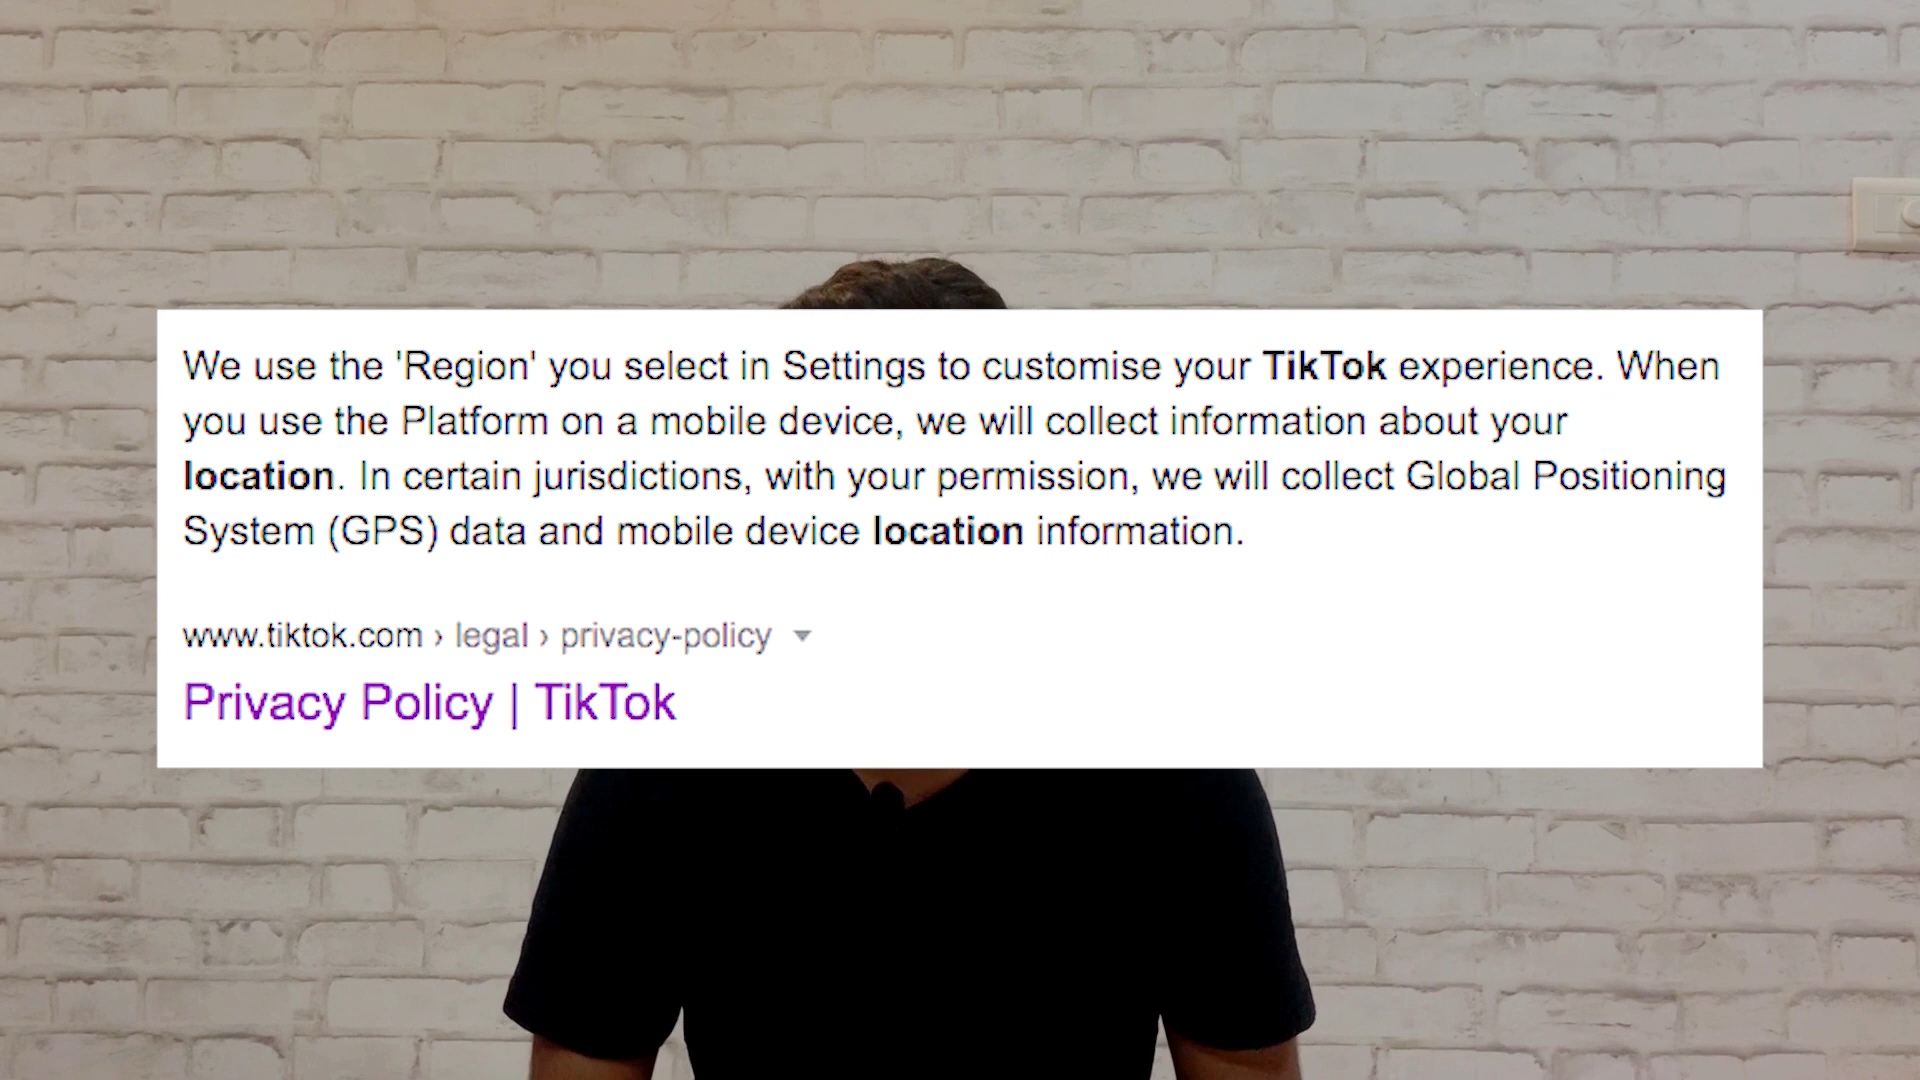 We use the 'Region' you select in Settings to customise your TikTok experience. When
you use the Platform on a mobile device, we will collect information about your
location. In certain jurisdictions, with your permission, we will collect Global Positioning
System (GPS) data and mobile device location information.
www.tiktok.com › legal › privacy-policy
Privacy Policy | TikTok